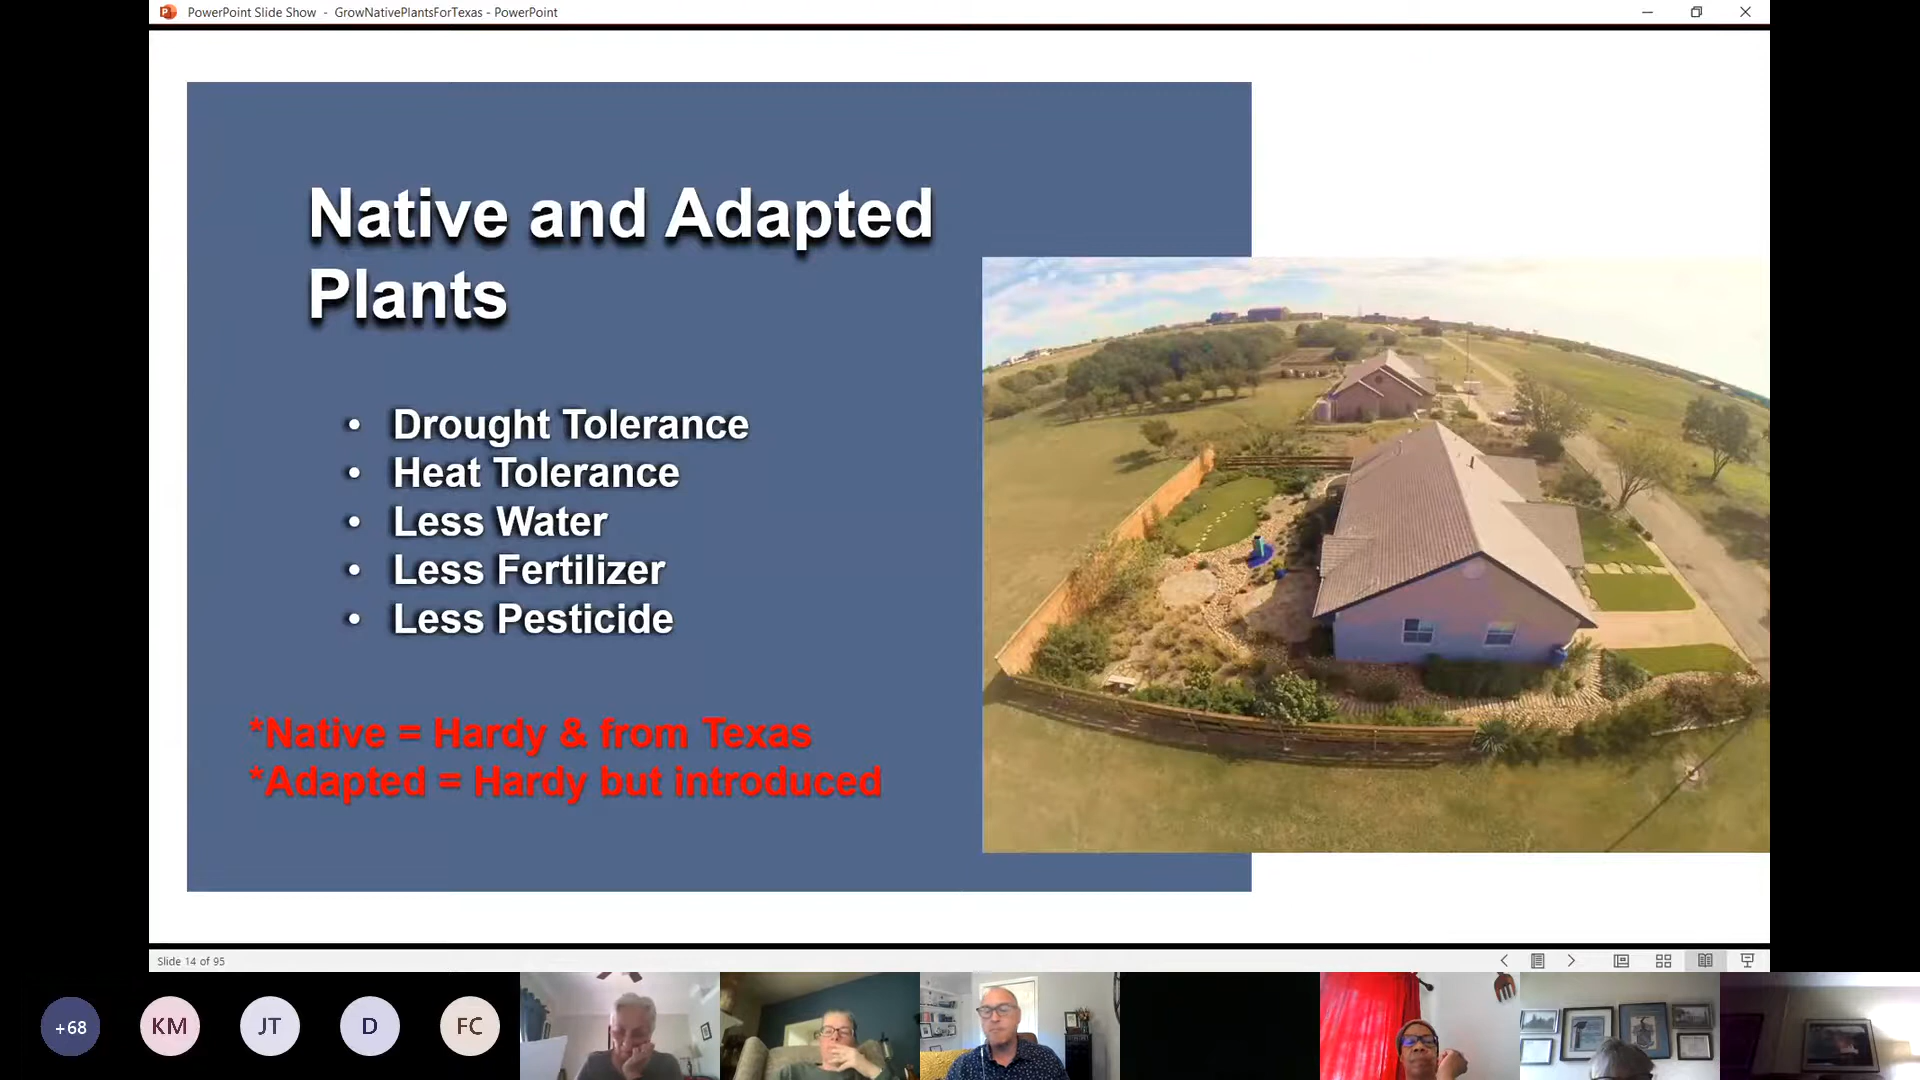 PowerPoint Slide Show - GrowNativePlantsForTexas - PowerPoint
Native and Adapted
Plants
• Drought Tolerance
• Heat Tolerance
• Less Water
• Less Fertilizer
• Less Pesticide
*Native = Hardy & from Texas
*Adapted = Hardy but introduced
Slide 14 of 95
+68
KM
JT
D
FC